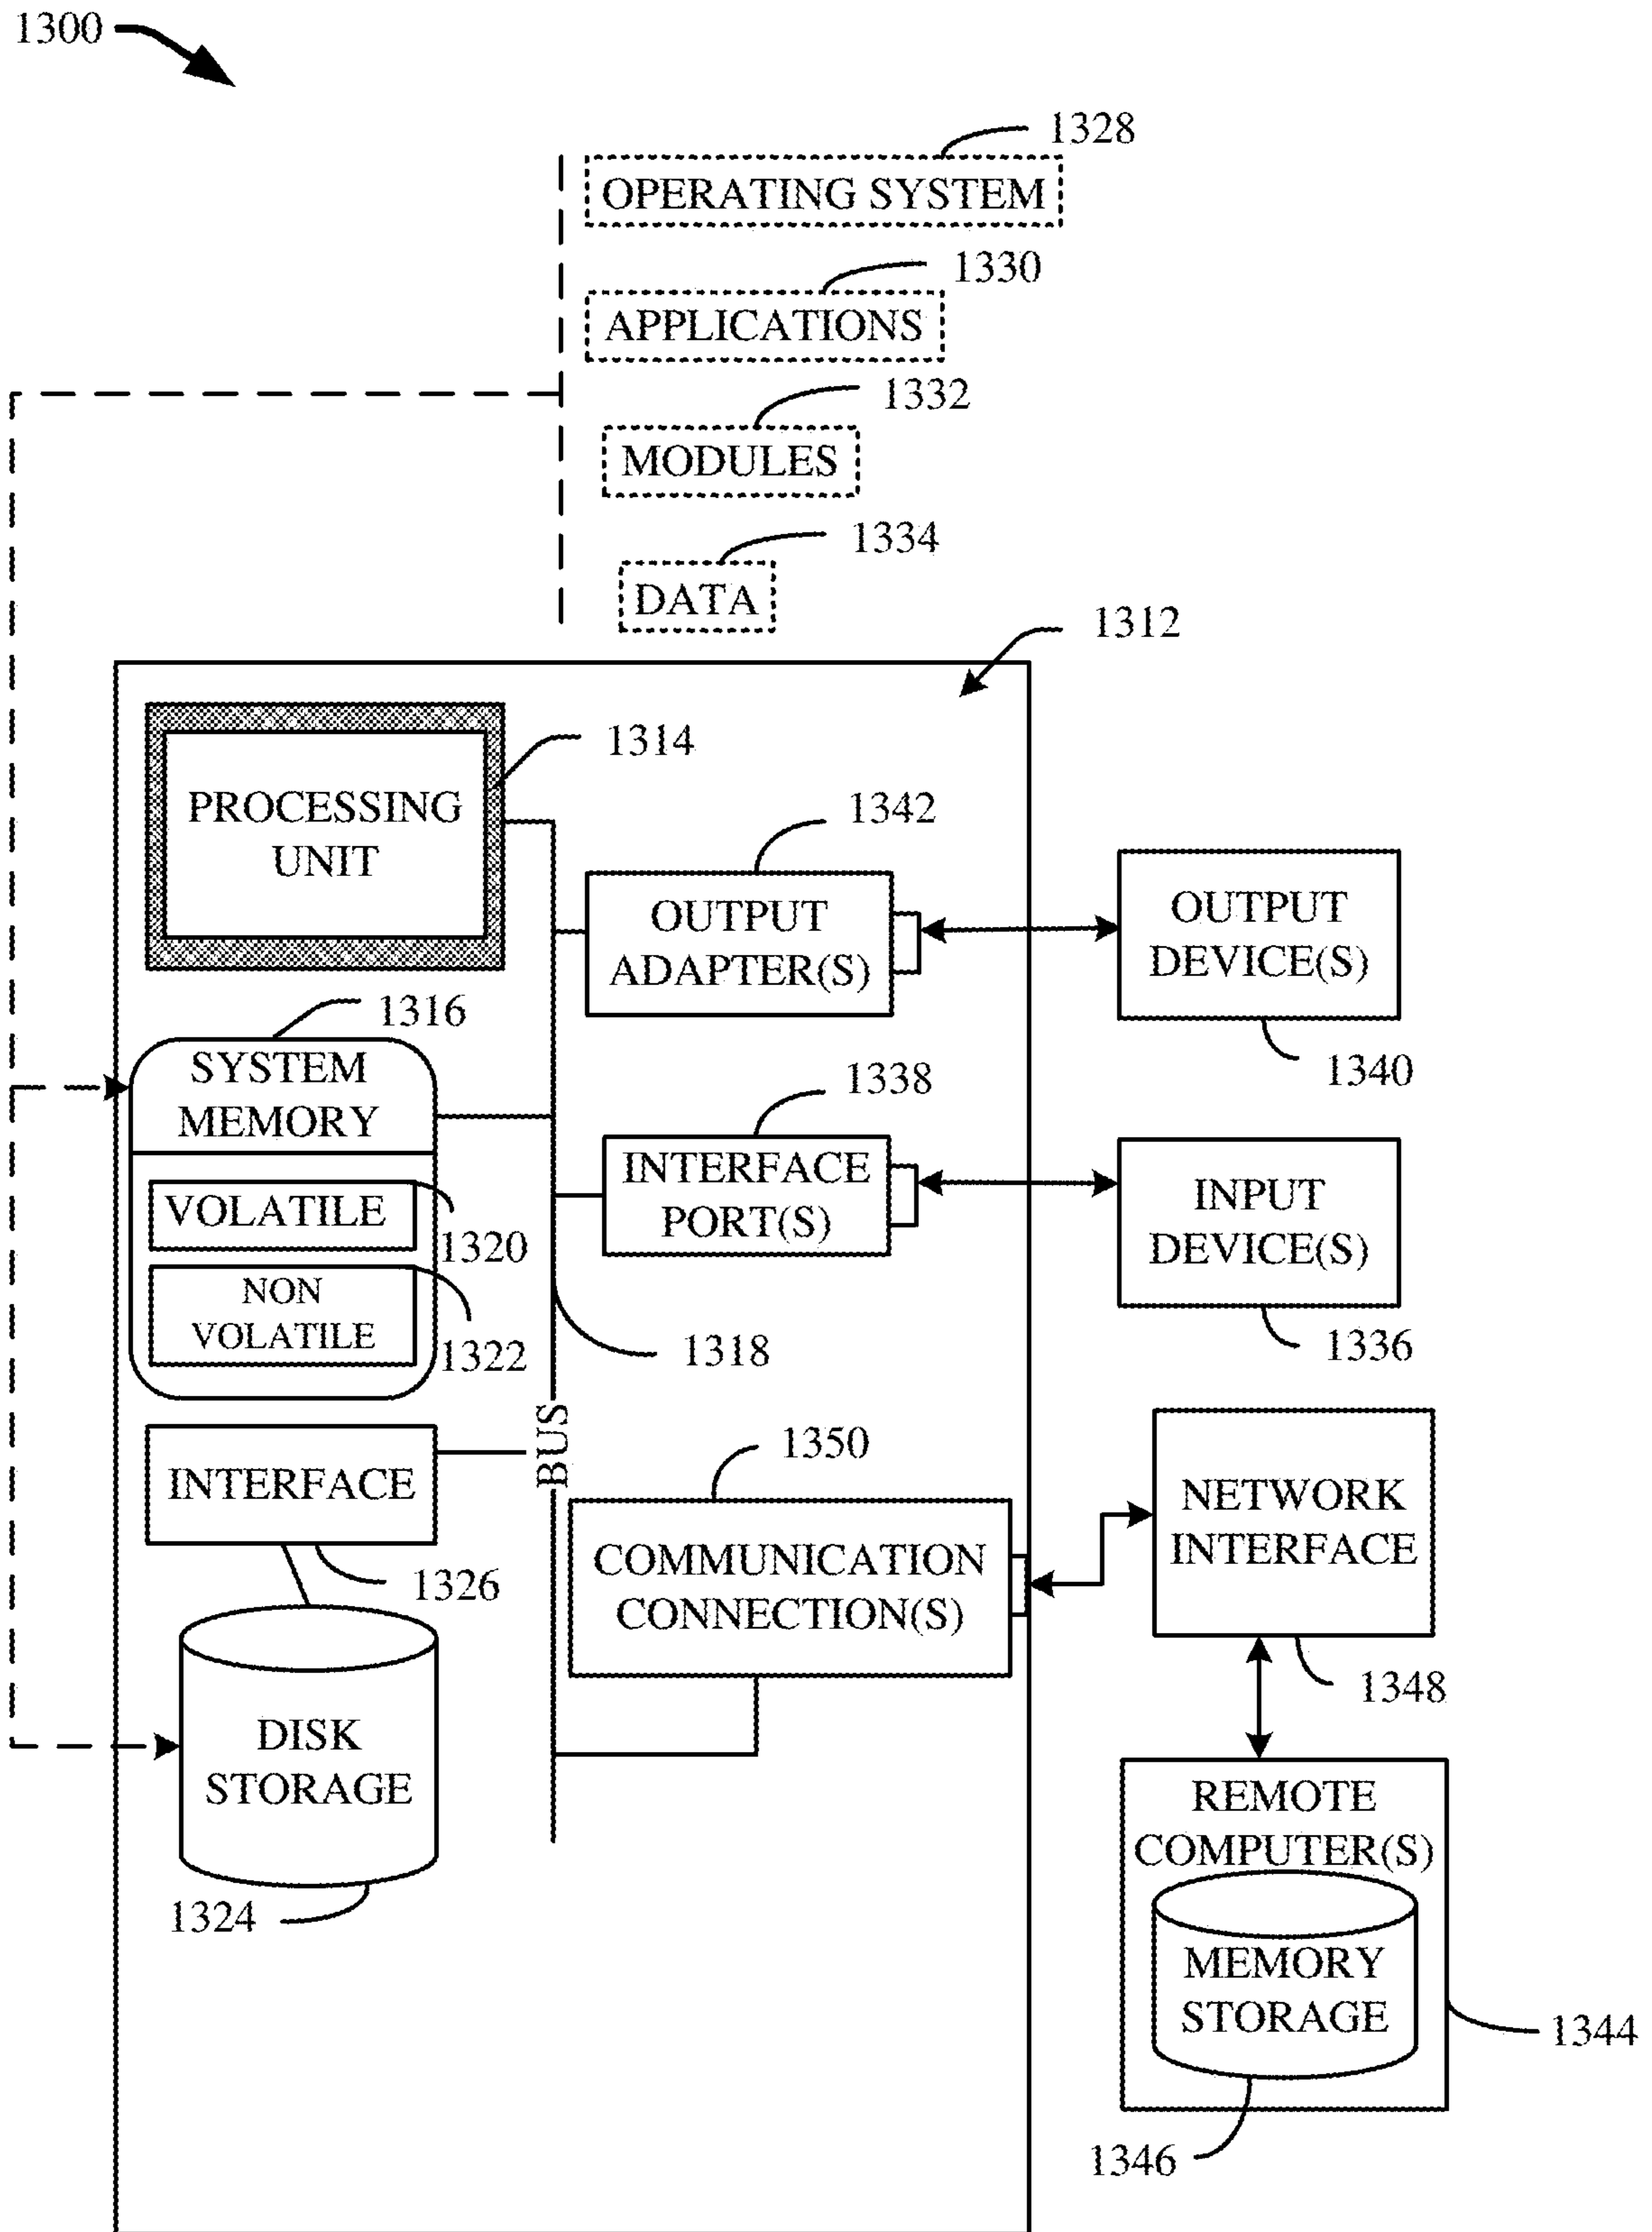 1300
1328
OPERATING SYSTEM
1330
APPLICATIONS
1332
MODULES
1334
DATA
1312
1314
PROCESSING
UNIT
1342
OUTPUT
ADAPTER(S)
OUTPUT
DEVICE(S)
1340
1316
SYSTEM
MEMORY
VOLATILE
1320
NON
VOLATILE
1322
1338
INTERFACE
PORT(S)
INPUT
DEVICE(S)
1336
1318
BUS
INTERFACE
1326
1350
COMMUNICATION
CONNECTION(S)
NETWORK
INTERFACE
1348
DISK
STORAGE
1324
REMOTE
COMPUTER(S)
MEMORY
STORAGE
1344
1346